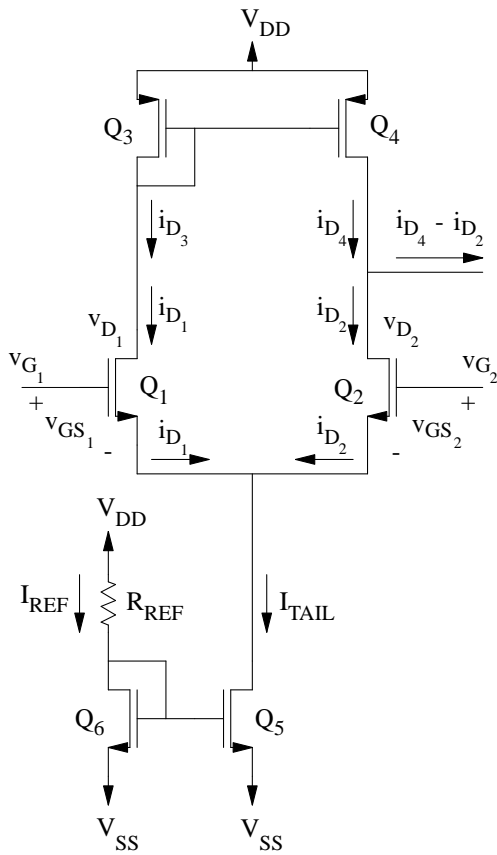 V_DD
Q_3
Q_4
i_D_3
i_D_4
i_D_4 - i_D_2
v_D_1
i_D_1
i_D_2
v_D_2
v_G_1
v_G_2
+
Q_1
Q_2
+
v_GS_1
v_GS_2
-
i_D_1
i_D_2
-
V_DD
I_REF
R_REF
I_TAIL
Q_6
Q_5
V_SS
V_SS